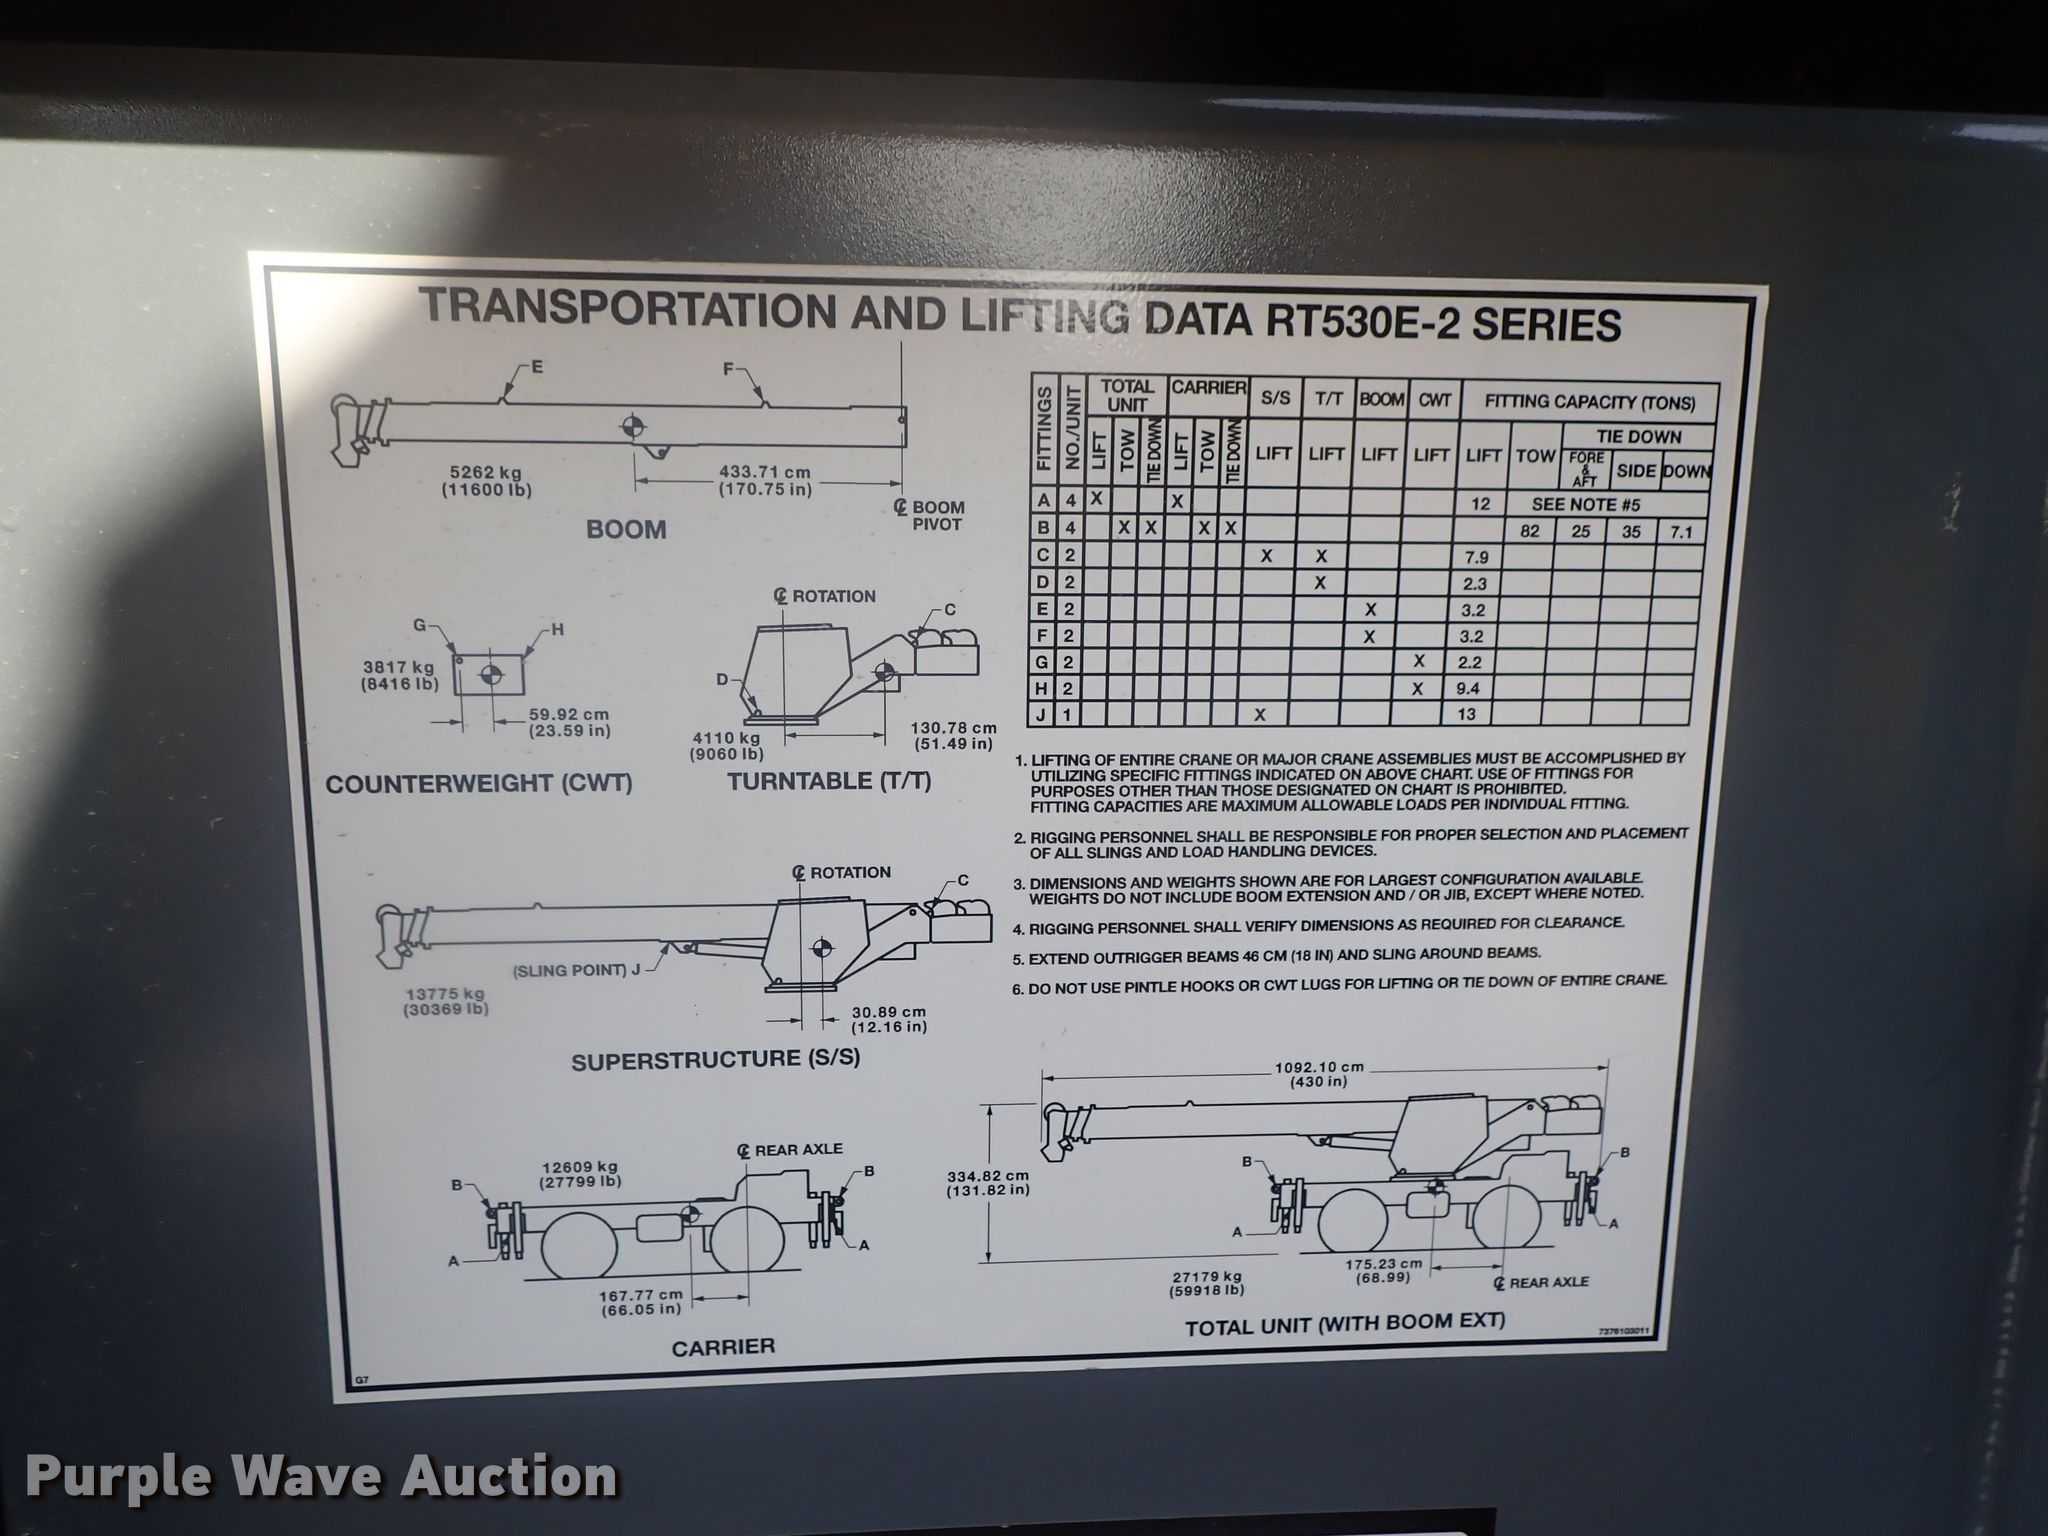 TRANSPORTATION AND LIFTING DATA RT530E-2 SERIES
E
F
5262 kg
(11600 lb)
433.71 cm
(170.75 in)
℄ BOOM
PIVOT
BOOM
G
H
3817 kg
(8416 lb)
59.92 cm
(23.59 in)
COUNTERWEIGHT (CWT)
℄ ROTATION
C
D
4110 kg
(9060 lb)
130.78 cm
(51.49 in)
TURNTABLE (T/T)
℄ ROTATION
C
(SLING POINT) J
13775 kg
(30369 lb)
30.89 cm
(12.16 in)
SUPERSTRUCTURE (S/S)
℄ REAR AXLE
12609 kg
(27799 lb)
B
B
A
A
167.77 cm
(66.05 in)
CARRIER
G7
FITTINGS NO./UNIT TOTAL UNIT CARRIER S/S T/T BOOM CWT FITTING CAPACITY (TONS)
LIFT TOW TIE DOWN LIFT TOW TIE DOWN LIFT LIFT LIFT LIFT LIFT TOW TIE DOWN
FORE & AFT SIDE DOWN
A 4 X X 12 SEE NOTE #5
B 4 X X X X 82 25 35 7.1
C 2 X X 7.9
D 2 X 2.3
E 2 X 3.2
F 2 X 3.2
G 2 X 2.2
H 2 X 9.4
J 1 X 13
1. LIFTING OF ENTIRE CRANE OR MAJOR CRANE ASSEMBLIES MUST BE ACCOMPLISHED BY
UTILIZING SPECIFIC FITTINGS INDICATED ON ABOVE CHART. USE OF FITTINGS FOR
PURPOSES OTHER THAN THOSE DESIGNATED ON CHART IS PROHIBITED.
FITTING CAPACITIES ARE MAXIMUM ALLOWABLE LOADS PER INDIVIDUAL FITTING.
2. RIGGING PERSONNEL SHALL BE RESPONSIBLE FOR PROPER SELECTION AND PLACEMENT
OF ALL SLINGS AND LOAD HANDLING DEVICES.
3. DIMENSIONS AND WEIGHTS SHOWN ARE FOR LARGEST CONFIGURATION AVAILABLE.
WEIGHTS DO NOT INCLUDE BOOM EXTENSION AND / OR JIB, EXCEPT WHERE NOTED.
4. RIGGING PERSONNEL SHALL VERIFY DIMENSIONS AS REQUIRED FOR CLEARANCE.
5. EXTEND OUTRIGGER BEAMS 46 CM (18 IN) AND SLING AROUND BEAMS.
6. DO NOT USE PINTLE HOOKS OR CWT LUGS FOR LIFTING OR TIE DOWN OF ENTIRE CRANE.
1092.10 cm
(430 in)
334.82 cm
(131.82 in)
B
B
A
A
27179 kg
(59918 lb)
175.23 cm
(68.99)
℄ REAR AXLE
TOTAL UNIT (WITH BOOM EXT)
7376103011
Purple Wave Auction